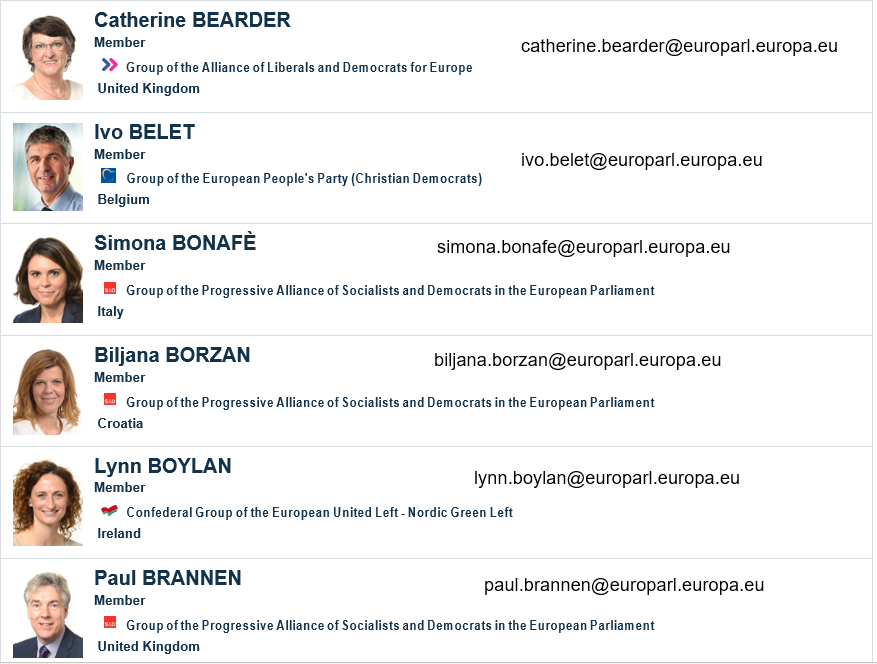 Catherine BEARDER
Member
catherine.bearder@europarl.europa.eu
Group of the Alliance of Liberals and Democrats for Europe
United Kingdom
Ivo BELET
Member
ivo.belet@europarl.europa.eu
Group of the European People's Party (Christian Democrats)
Belgium
Simona BONAFÈ
simona.bonafe@europarl.europa.eu
Member
S&D Group of the Progressive Alliance of Socialists and Democrats in the European Parliament
Italy
Biljana BORZAN
biljana.borzan@europarl.europa.eu
Member
S&D Group of the Progressive Alliance of Socialists and Democrats in the European Parliament
Croatia
Lynn BOYLAN
lynn.boylan@europarl.europa.eu
Member
Confederal Group of the European United Left - Nordic Green Left
Ireland
Paul BRANNEN
paul.brannen@europarl.europa.eu
Member
S&D Group of the Progressive Alliance of Socialists and Democrats in the European Parliament
United Kingdom